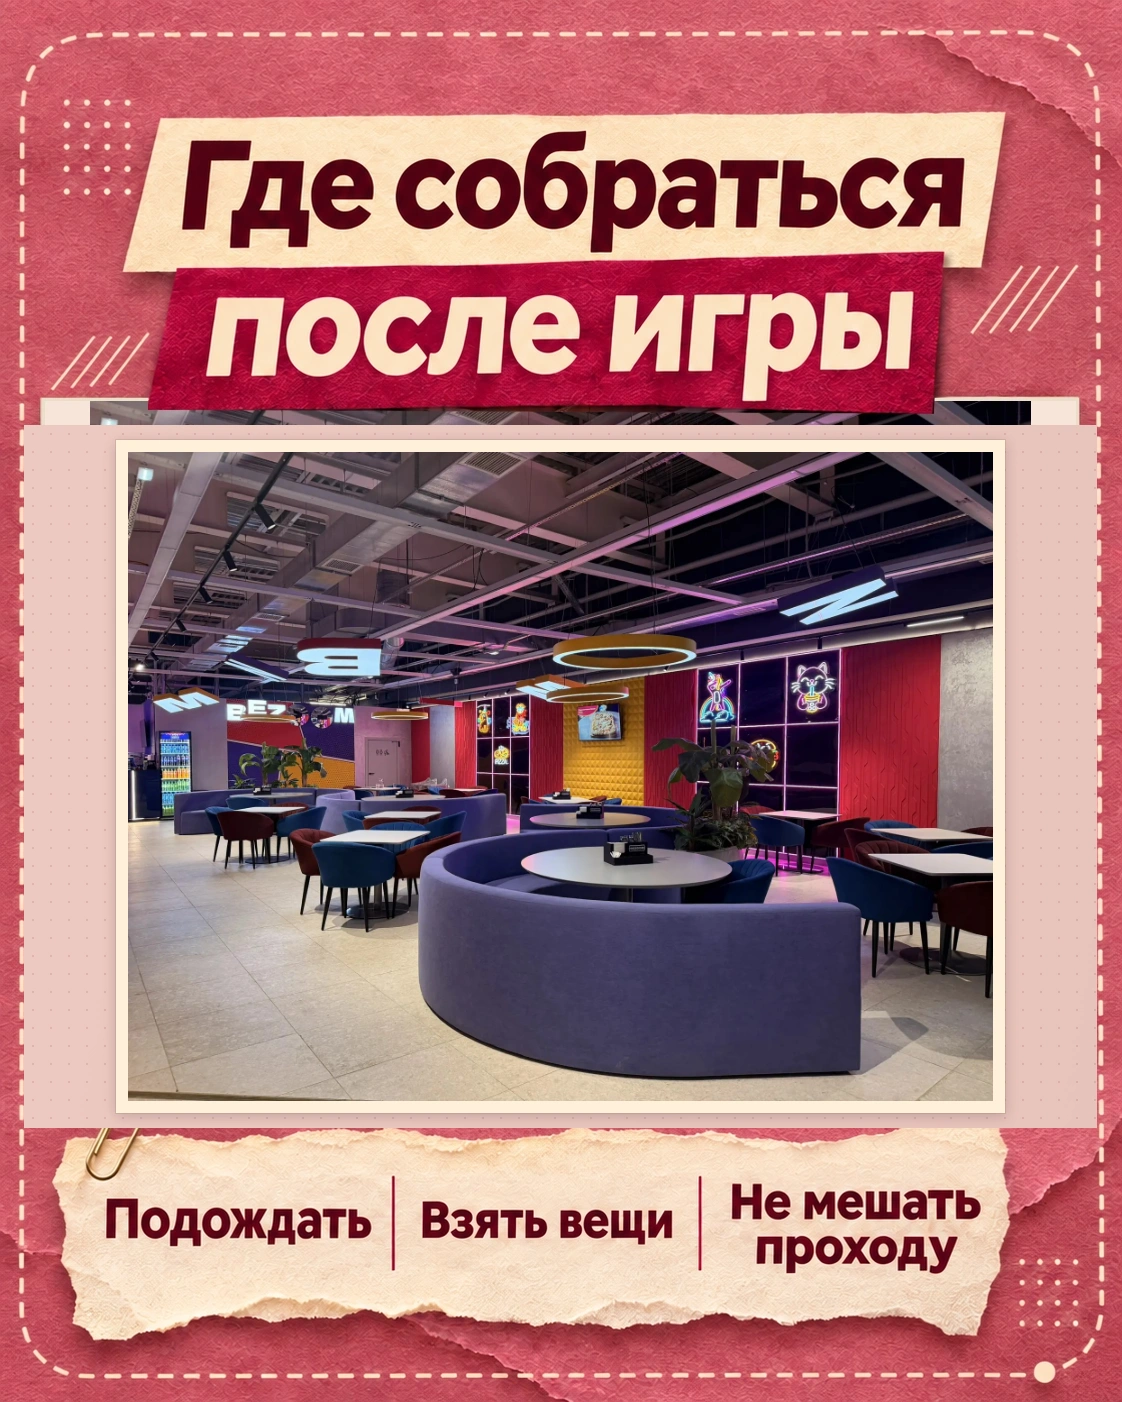 Где собраться
после игры
Подождать
Взять вещи
Не мешать
проходу